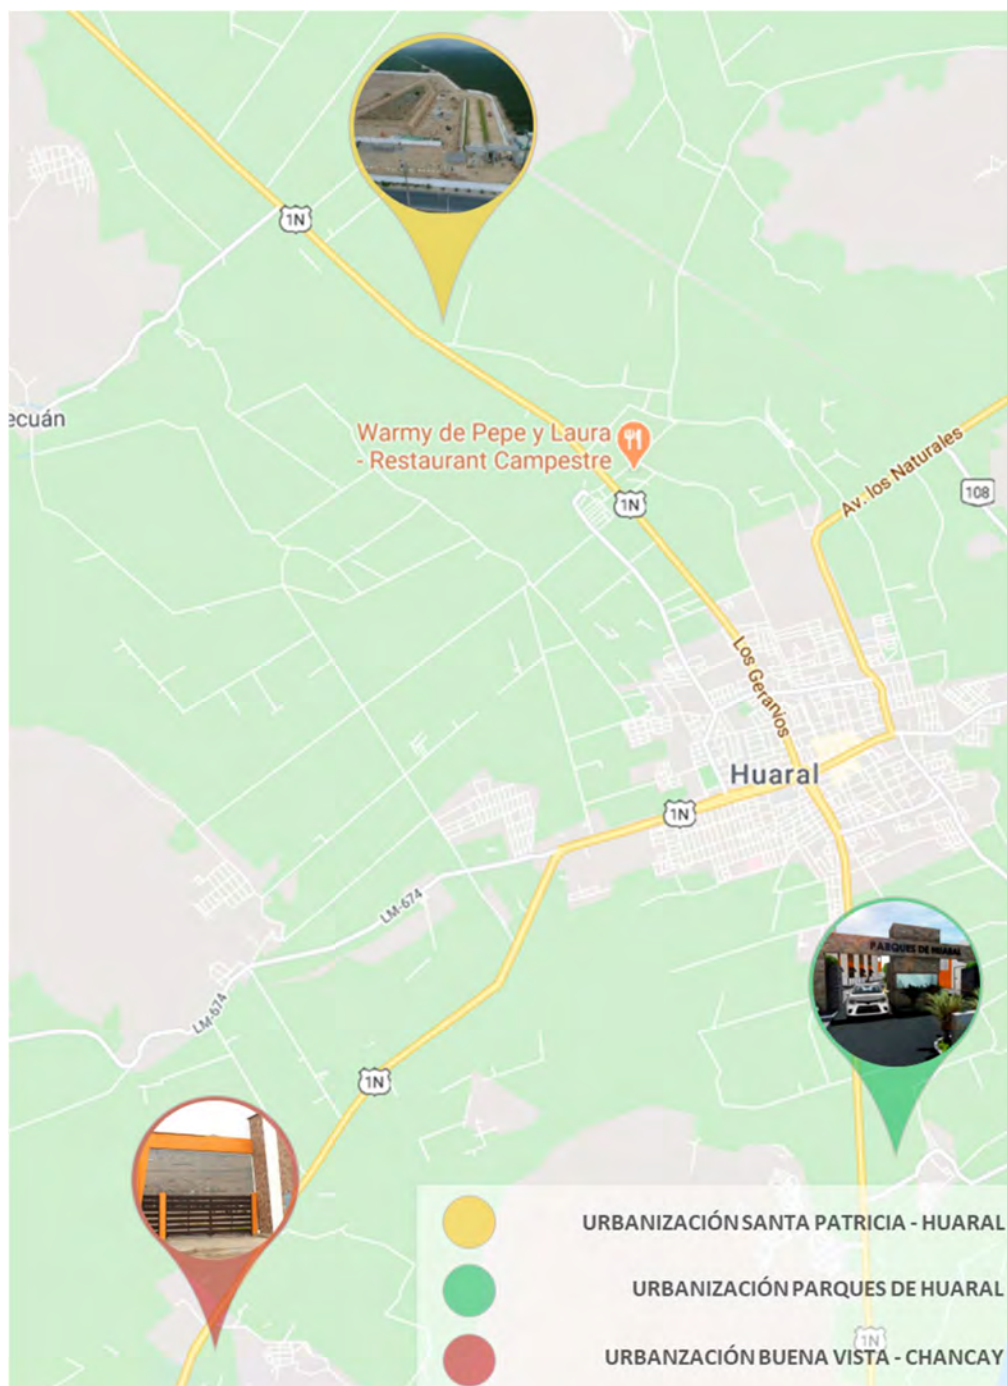 1N
ecuán
Warmy de Pepe y Laura
- Restaurant Campestre
1N
Av. los Naturales
108
Los Geranios
Huaral
1N
LM-674
PARQUES DE HUARAL
LM-674
1N
URBANIZACIÓN SANTA PATRICIA - HUARAL
URBANIZACIÓN PARQUES DE HUARAL
1N
URBANZACIÓN BUENA VISTA - CHANCAY